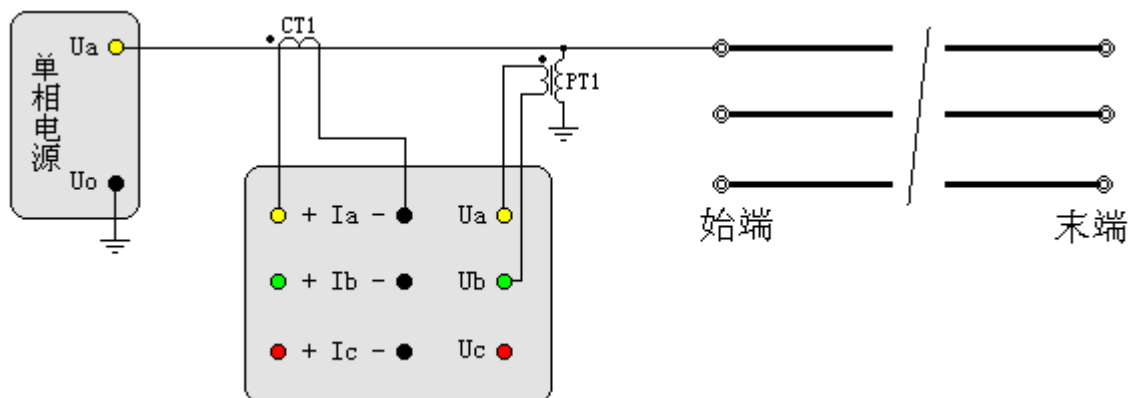 单相电源
Ua
Uo
CT1
PT1
+ Ia -
Ua
+ Ib -
Ub
+ Ic -
Uc
始端
末端